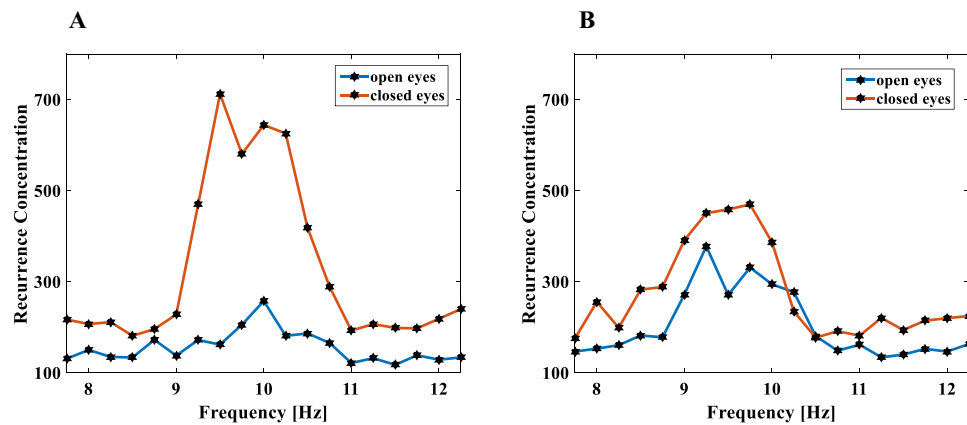 A
B
open eyes
closed eyes
open eyes
closed eyes
Recurrence Concentration
700
500
300
100
8
9
10
11
12
Frequency [Hz]
Recurrence Concentration
700
500
300
100
8
9
10
11
12
Frequency [Hz]